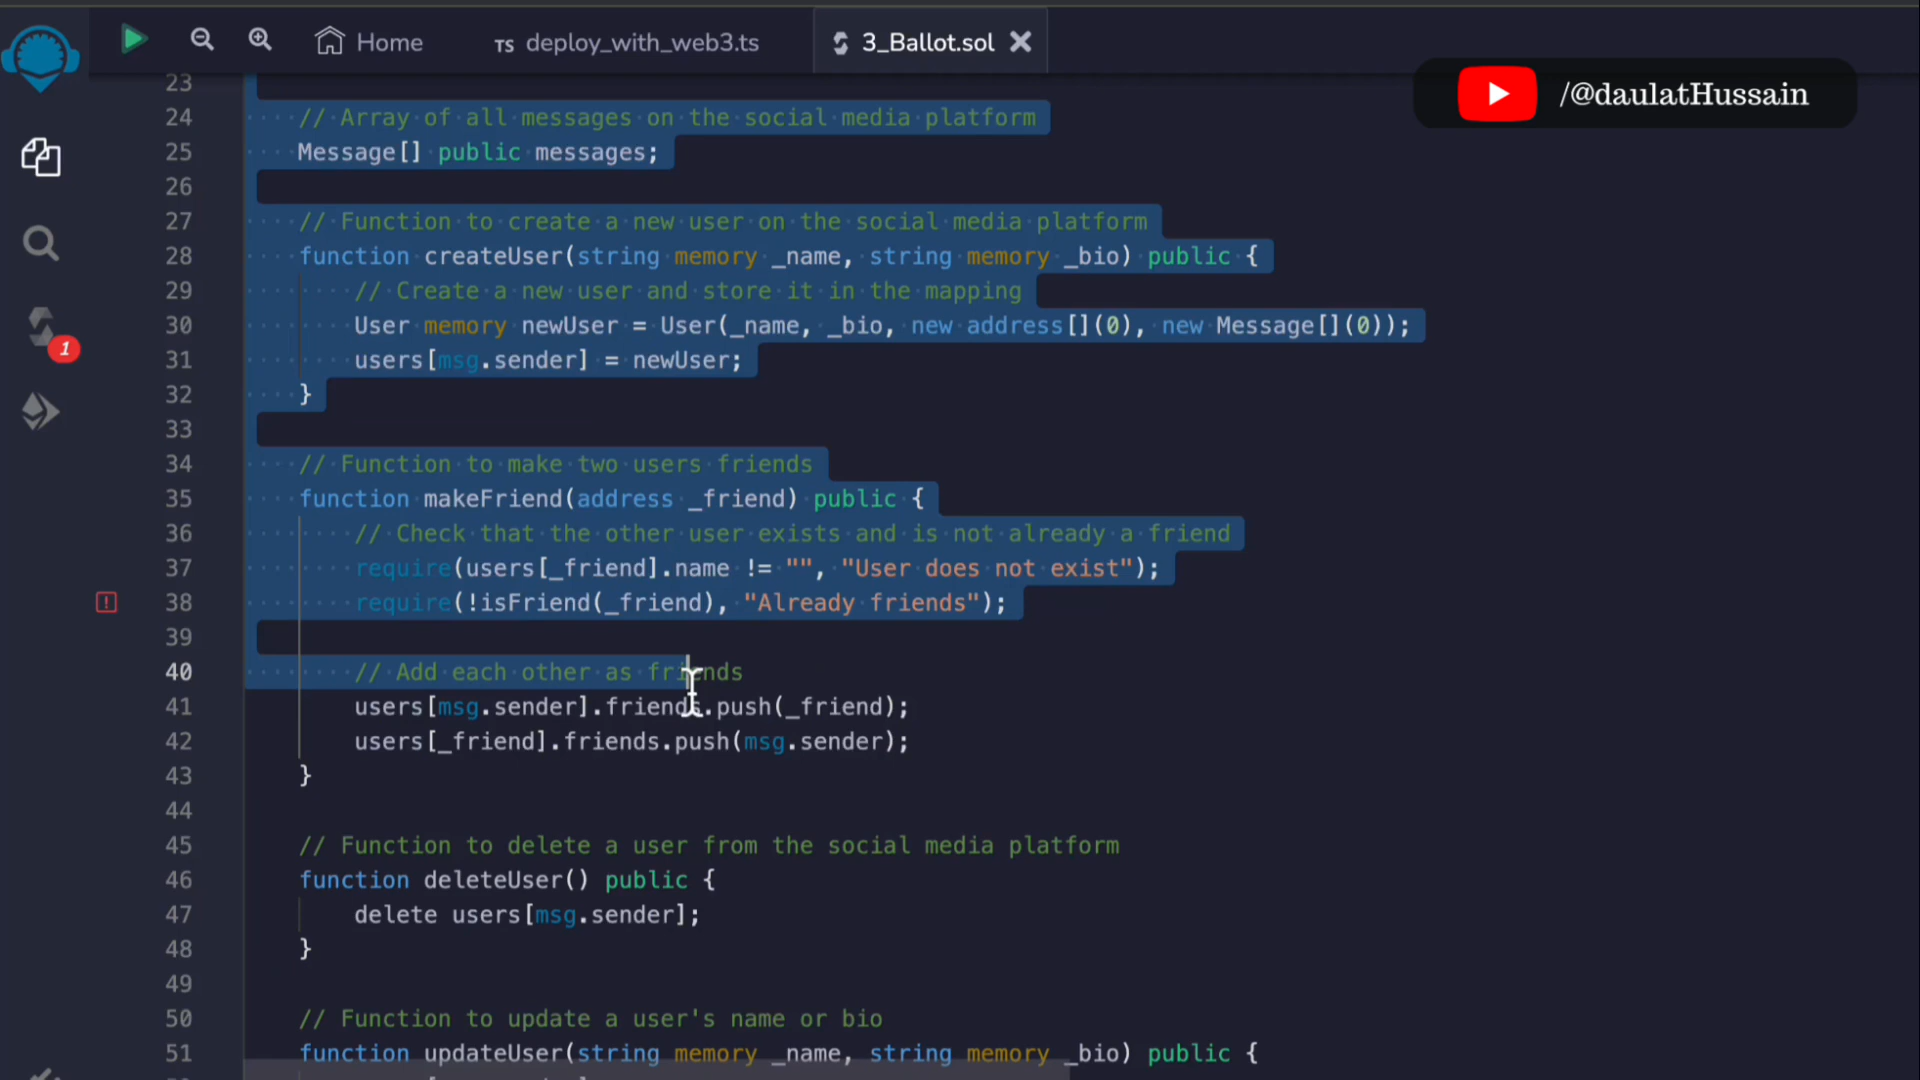 Home
TS deploy_with_web3.ts
3_Ballot.sol
/@daulatHussain
23
24 // Array of all messages on the social media platform
25 Message[] public messages;
26
27 // Function to create a new user on the social media platform
28 function createUser(string memory _name, string memory _bio) public {
29 // Create a new user and store it in the mapping
30 User memory newUser = User(_name, _bio, new address[](0), new Message[](0));
31 users[msg.sender] = newUser;
32 }
33
34 // Function to make two users friends
35 function makeFriend(address _friend) public {
36 // Check that the other user exists and is not already a friend
37 require(users[_friend].name != "", "User does not exist");
38 require(!isFriend(_friend), "Already friends");
39
40 // Add each other as friends
41 users[msg.sender].friends.push(_friend);
42 users[_friend].friends.push(msg.sender);
43 }
44
45 // Function to delete a user from the social media platform
46 function deleteUser() public {
47 delete users[msg.sender];
48 }
49
50 // Function to update a user's name or bio
51 function updateUser(string memory _name, string memory _bio) public {
1